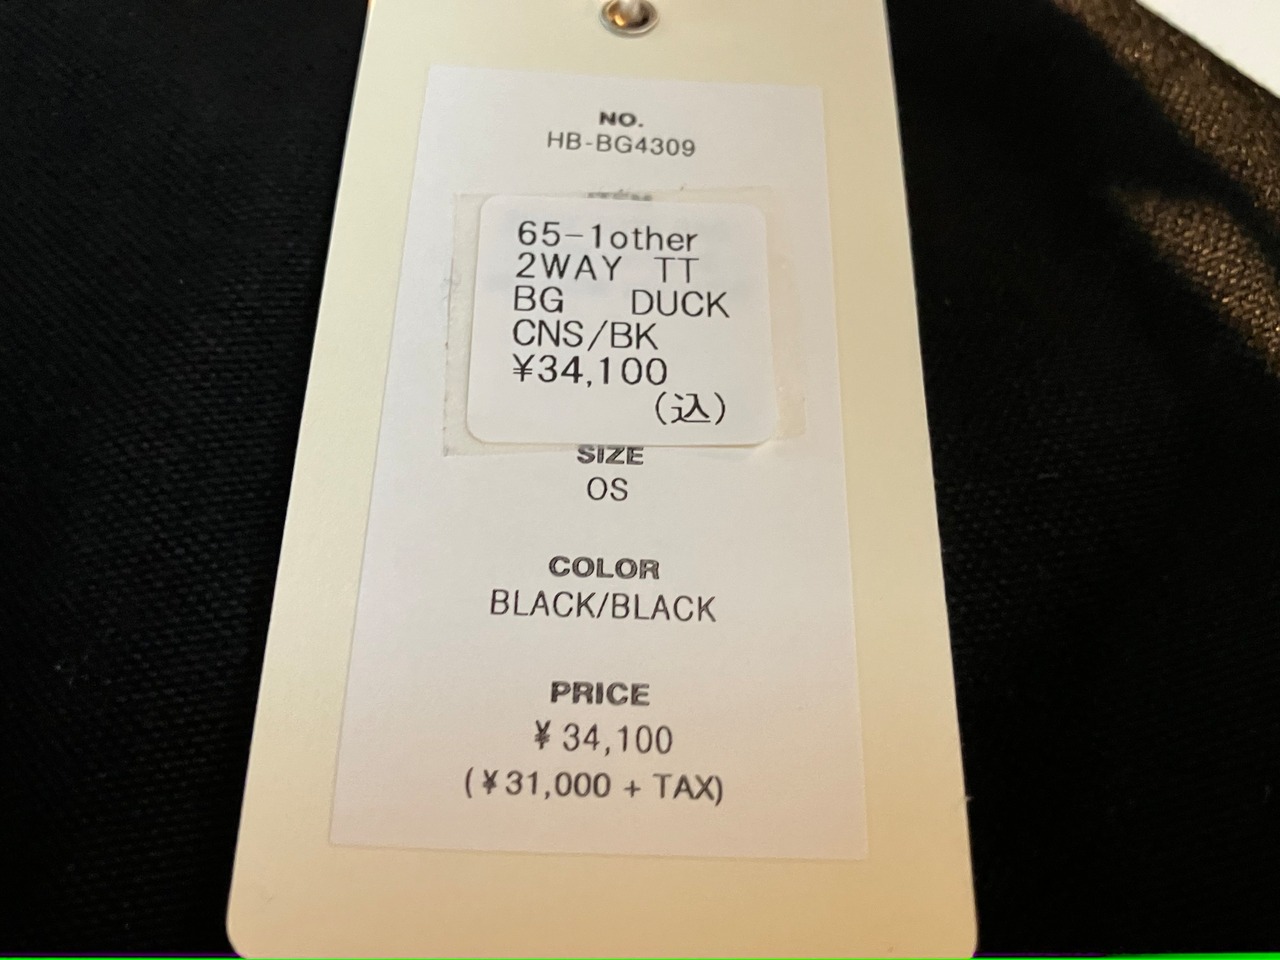 NO.
HB-BG4309
65-1other
2WAY TT
BG DUCK
CNS/BK
¥34,100
(込)
SIZE
OS
COLOR
BLACK/BLACK
PRICE
¥ 34,100
(¥31,000 + TAX)